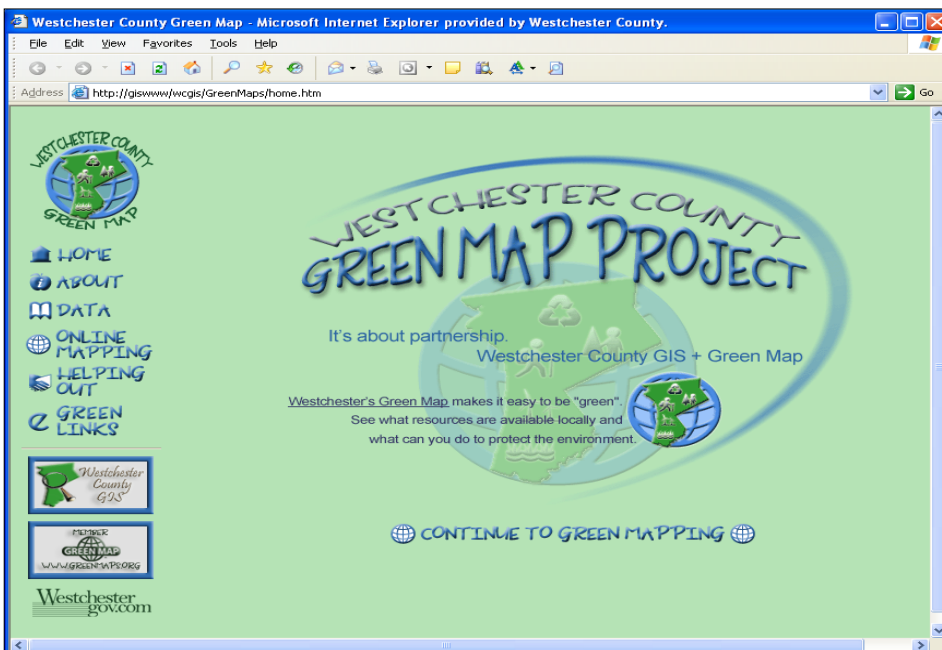 Westchester County Green Map - Microsoft Internet Explorer provided by Westchester County.
File Edit View Favorites Tools Help
Address http://giswww/wcgis/GreenMaps/home.htm Go
WESTCHESTER COUNTY
GREEN MAP
HOME
ABOUT
DATA
ONLINE
MAPPING
HELPING
OUT
GREEN
LINKS
Westchester
County
GIS
MEMBER
GREEN MAP
WWW.GREENMAPS.ORG
Westchester
gov.com
WESTCHESTER COUNTY
GREEN MAP PROJECT
It's about partnership.
Westchester County GIS + Green Map
Westchester's Green Map makes it easy to be "green".
See what resources are available locally and
what can you do to protect the environment.
CONTINUE TO GREEN MAPPING